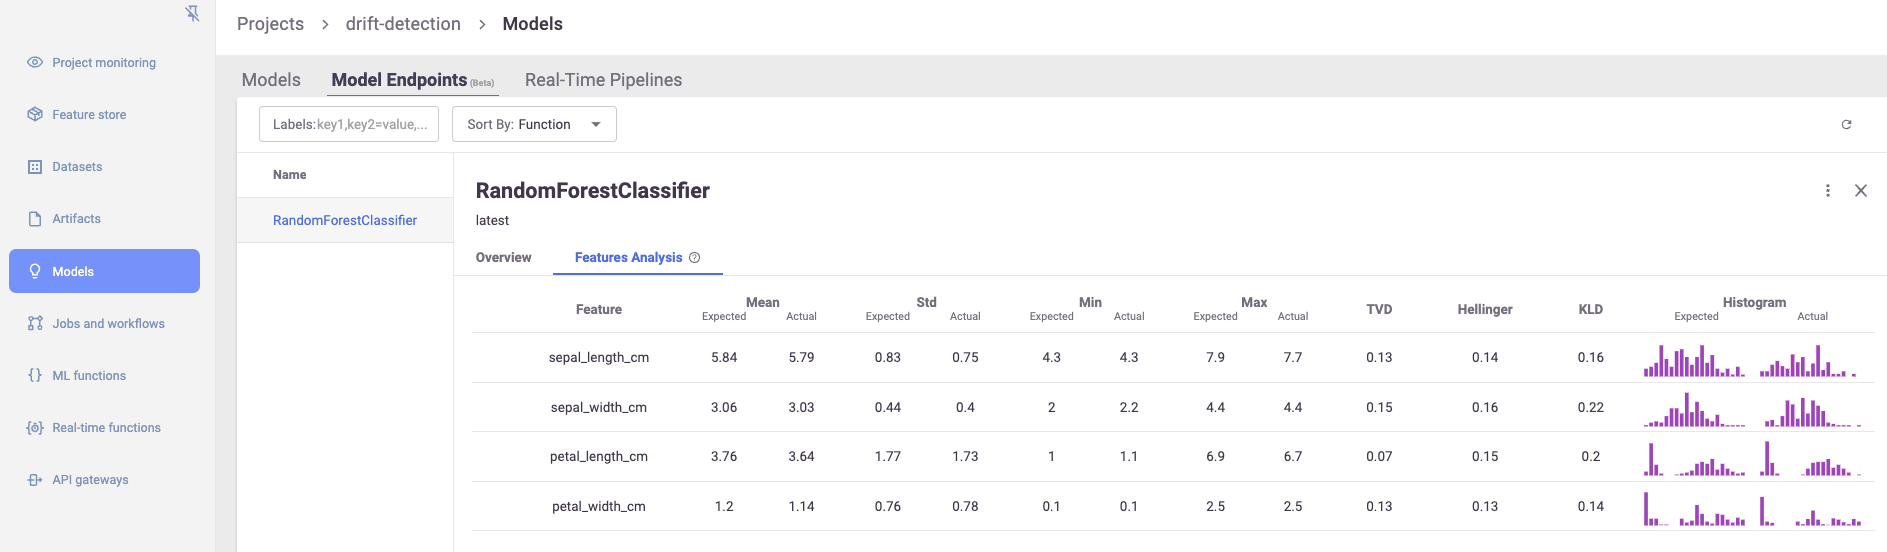 Projects > drift-detection > Models
Project monitoring
Feature store
Datasets
Artifacts
Models
Jobs and workflows
ML functions
Real-time functions
API gateways
Models Model Endpoints (Beta) Real-Time Pipelines
Labels:key1,key2=value,... Sort By: Function
Name
RandomForestClassifier
RandomForestClassifier
latest
Overview Features Analysis
Feature Mean Std Min Max TVD Hellinger KLD Histogram
Expected Actual Expected Actual Expected Actual Expected Actual Expected Actual
sepal_length_cm 5.84 5.79 0.83 0.75 4.3 4.3 7.9 7.7 0.13 0.14 0.16
sepal_width_cm 3.06 3.03 0.44 0.4 2 2.2 4.4 4.4 0.15 0.16 0.22
petal_length_cm 3.76 3.64 1.77 1.73 1 1.1 6.9 6.7 0.07 0.15 0.2
petal_width_cm 1.2 1.14 0.76 0.78 0.1 0.1 2.5 2.5 0.13 0.13 0.14